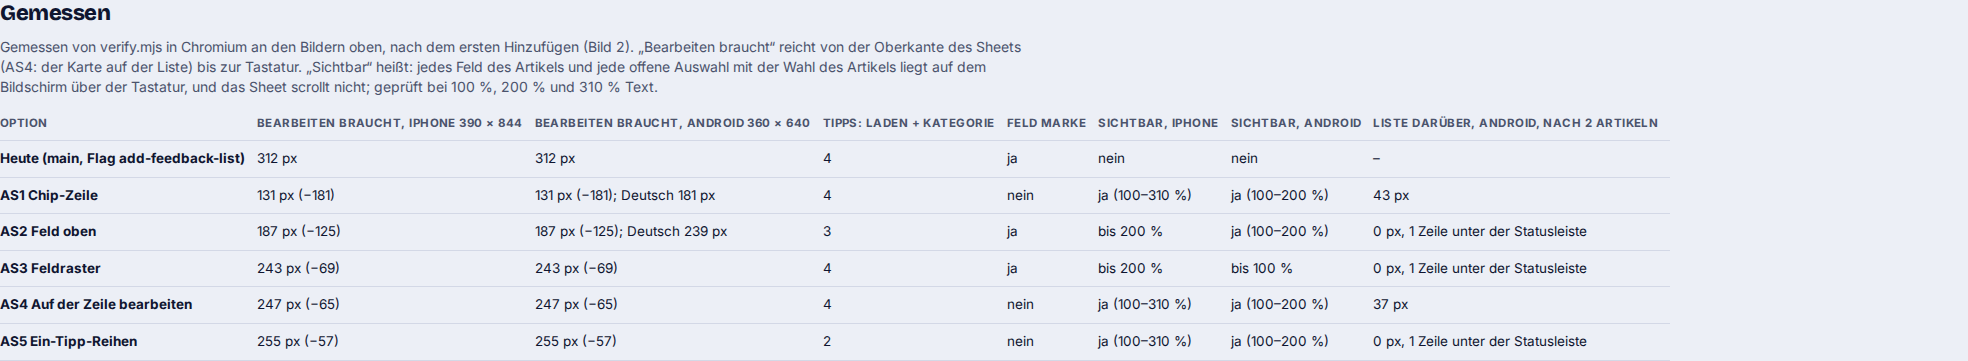 Gemessen
Gemessen von verify.mjs in Chromium an den Bildern oben, nach dem ersten Hinzufügen (Bild 2). „Bearbeiten braucht“ reicht von der Oberkante des Sheets
(AS4: der Karte auf der Liste) bis zur Tastatur. „Sichtbar“ heißt: jedes Feld des Artikels und jede offene Auswahl mit der Wahl des Artikels liegt auf dem
Bildschirm über der Tastatur, und das Sheet scrollt nicht; geprüft bei 100 %, 200 % und 310 % Text.
OPTION BEARBEITEN BRAUCHT, IPHONE 390 × 844 BEARBEITEN BRAUCHT, ANDROID 360 × 640 TIPPS: LADEN + KATEGORIE FELD MARKE SICHTBAR, IPHONE SICHTBAR, ANDROID LISTE DARÜBER, ANDROID, NACH 2 ARTIKELN
Heute (main, Flag add-feedback-list) 312 px 312 px 4 ja nein nein –
AS1 Chip-Zeile 131 px (−181) 131 px (−181); Deutsch 181 px 4 nein ja (100–310 %) ja (100–200 %) 43 px
AS2 Feld oben 187 px (−125) 187 px (−125); Deutsch 239 px 3 ja bis 200 % ja (100–200 %) 0 px, 1 Zeile unter der Statusleiste
AS3 Feldraster 243 px (−69) 243 px (−69) 4 ja bis 200 % bis 100 % 0 px, 1 Zeile unter der Statusleiste
AS4 Auf der Zeile bearbeiten 247 px (−65) 247 px (−65) 4 nein ja (100–310 %) ja (100–200 %) 37 px
AS5 Ein-Tipp-Reihen 255 px (−57) 255 px (−57) 2 nein ja (100–310 %) ja (100–200 %) 0 px, 1 Zeile unter der Statusleiste